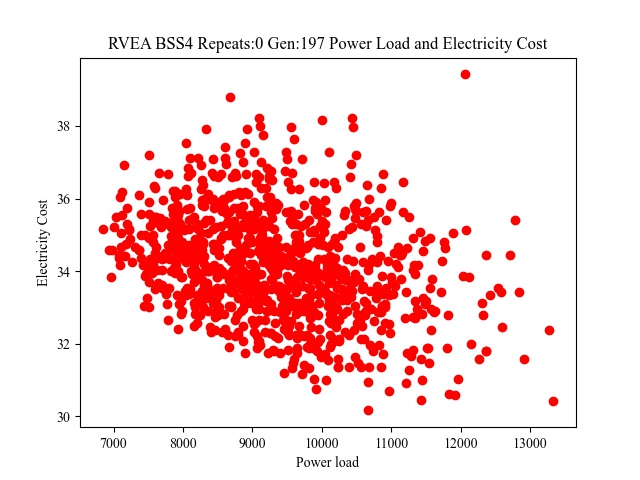 RVEA BSS4 Repeats:0 Gen:197 Power Load and Electricity Cost
Electricity Cost
38
36
34
32
30
7000 8000 9000 10000 11000 12000 13000
Power load